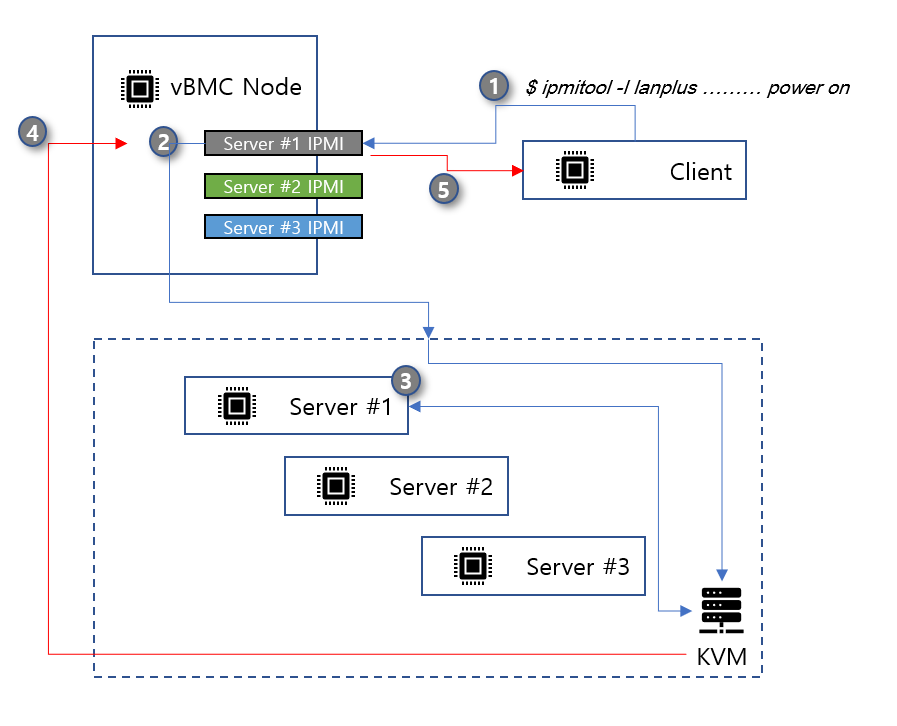 1
$ ipmitool -I lanplus ……… power on
vBMC Node
4
2
Server #1 IPMI
Server #2 IPMI
Server #3 IPMI
5
Client
3
Server #1
Server #2
Server #3
KVM